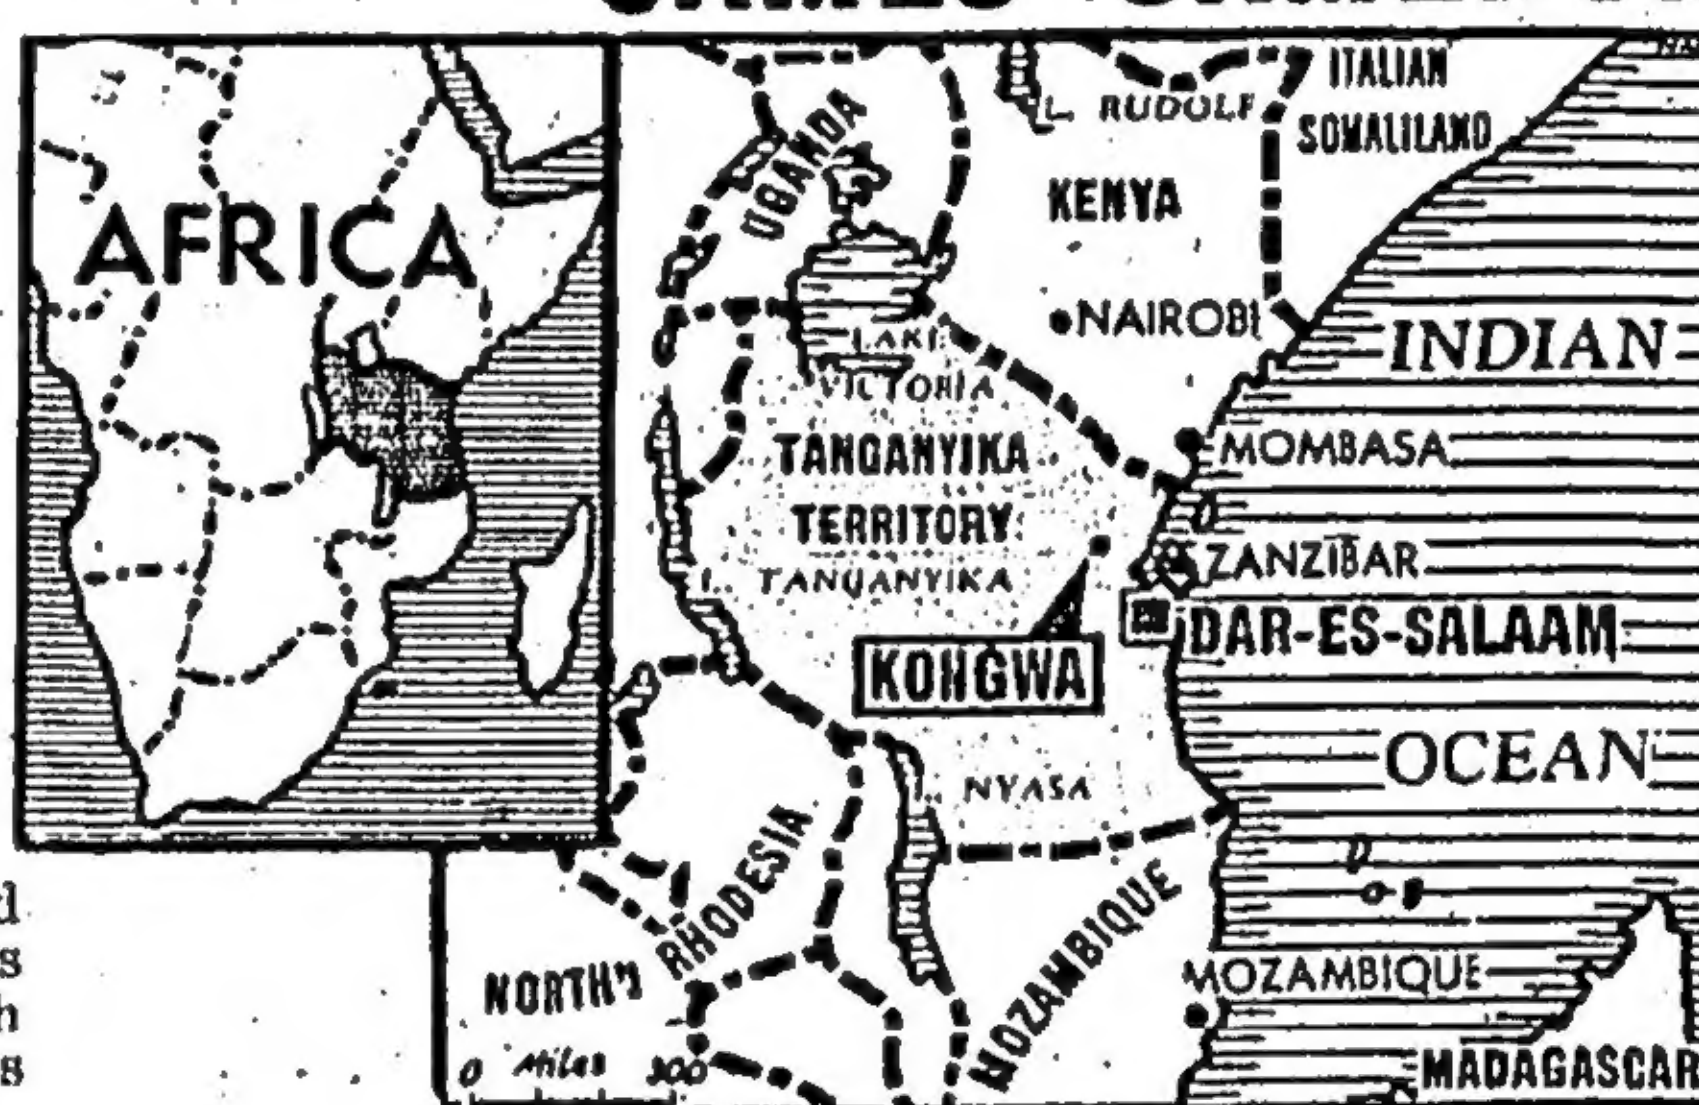 AFRICA
ITALIAN
SOMALILAND
L. RUDOLF
UGANDA
KENYA
NAIROBI
INDIAN
LAKE
VICTORIA
MOMBASA
TANGANYIKA
TERRITORY
ZANZIBAR
L. TANGANYIKA
DAR-ES-SALAAM
KONGWA
OCEAN
L. NYASA
NORTH'N RHODESIA
MOZAMBIQUE
MOZAMBIQUE
MADAGASCAR
0 Miles 300
d
s
h
s